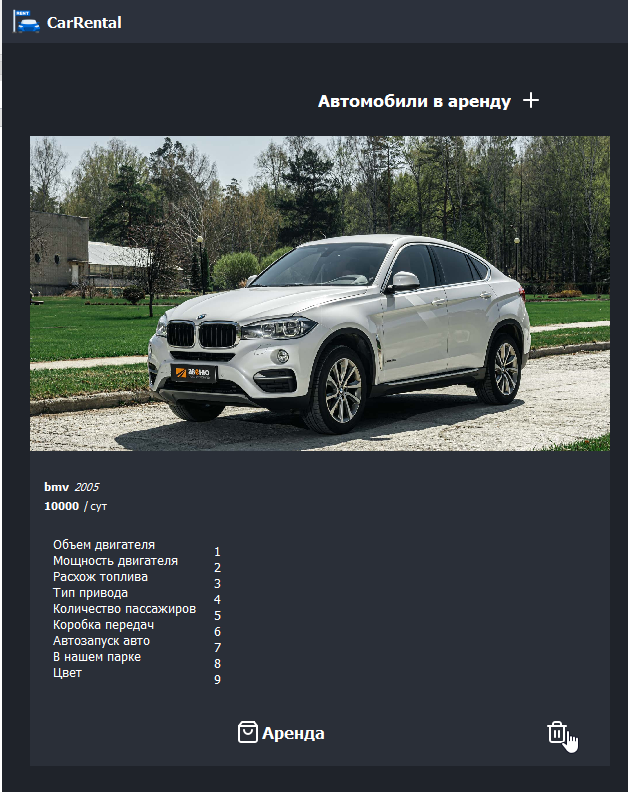 RENT
CarRental
Автомобили в аренду
bmv 2005
10000 / сут
Объем двигателя 1
Мощность двигателя 2
Расхож топлива 3
Тип привода 4
Количество пассажиров 5
Коробка передач 6
Автозапуск авто 7
В нашем парке 8
Цвет 9
Аренда